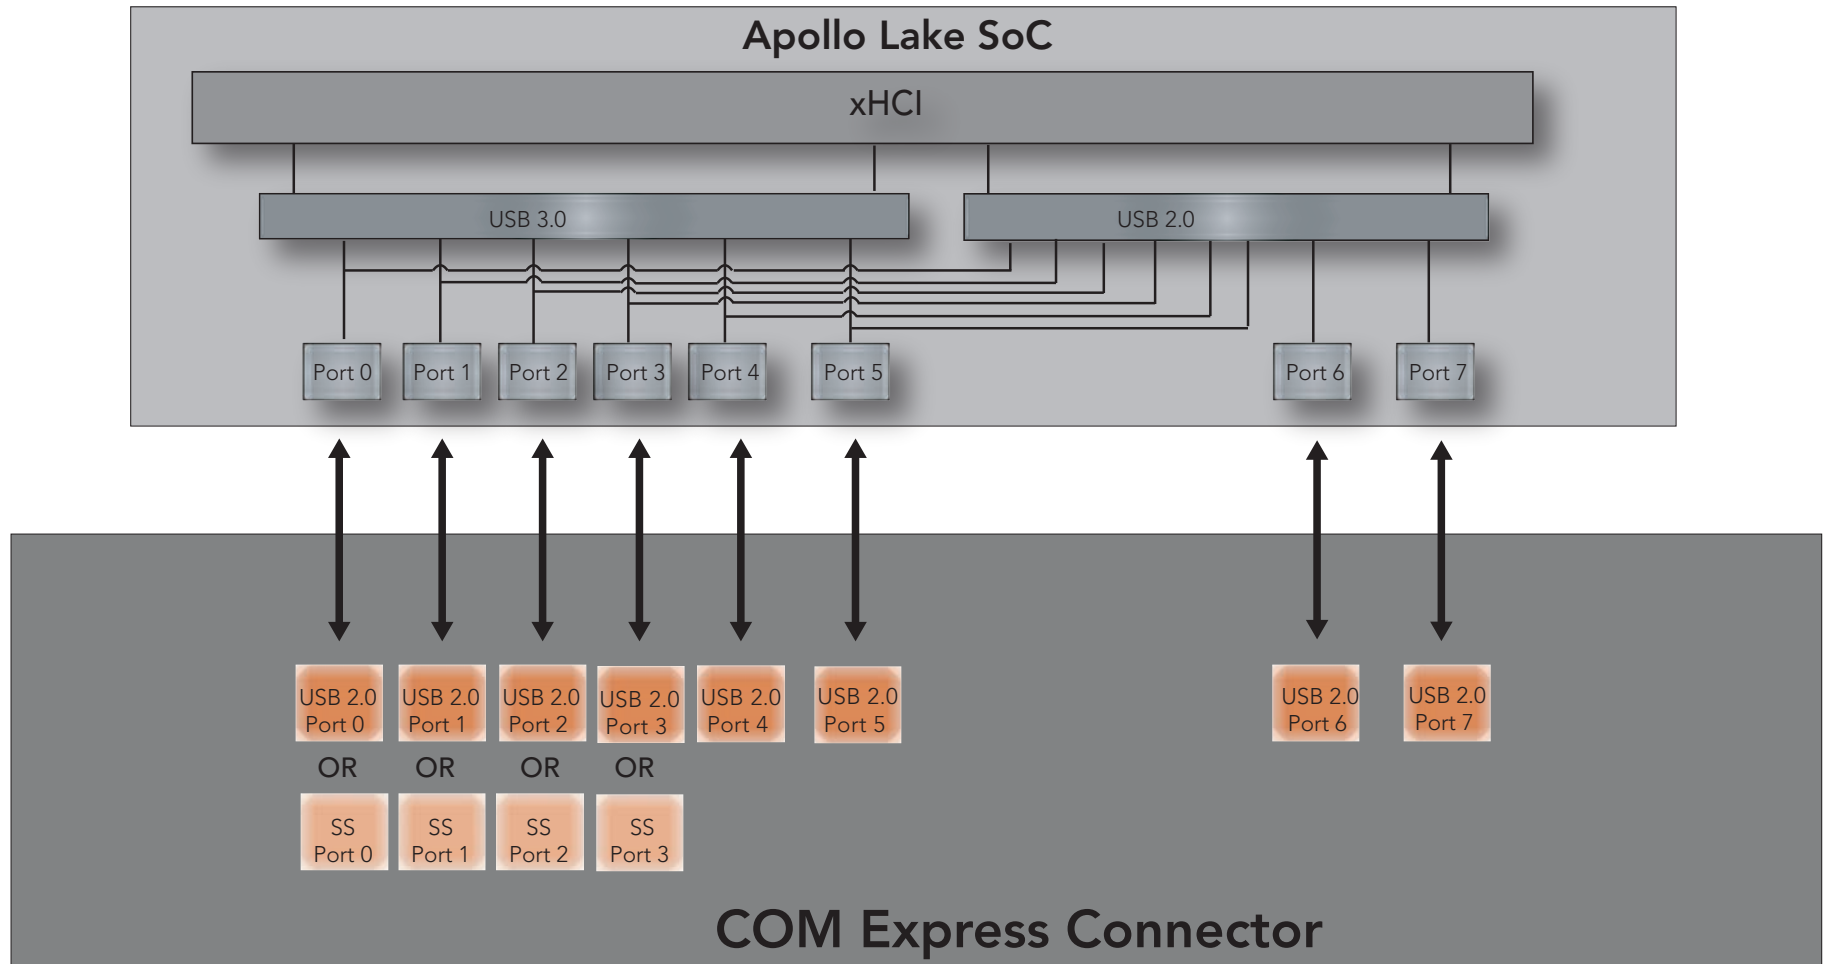 Apollo Lake SoC
xHCI
USB 3.0
USB 2.0
Port 0
Port 1
Port 2
Port 3
Port 4
Port 5
Port 6
Port 7
USB 2.0
Port 0
USB 2.0
Port 1
USB 2.0
Port 2
USB 2.0
Port 3
USB 2.0
Port 4
USB 2.0
Port 5
USB 2.0
Port 6
USB 2.0
Port 7
OR
OR
OR
OR
SS
Port 0
SS
Port 1
SS
Port 2
SS
Port 3
COM Express Connector